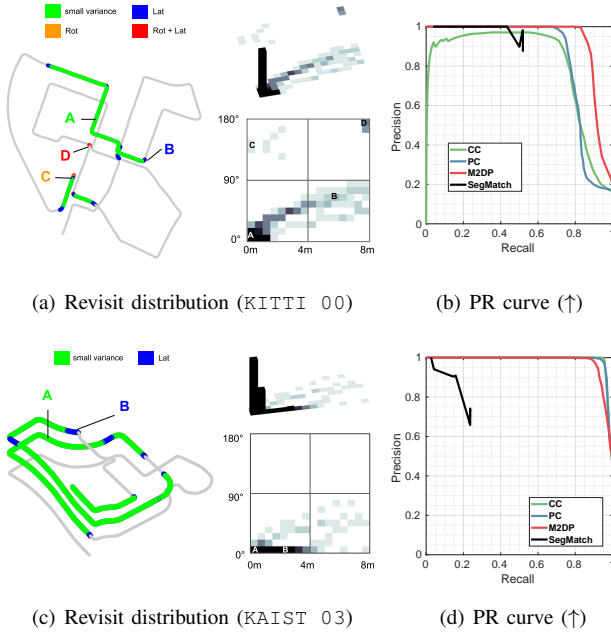 small variance
Lat
Rot
Rot + Lat
A
B
D
C
180°
90°
0°
C
D
B
A
0m
4m
8m
Precision
1
0.8
0.6
0.4
0.2
0
CC
PC
M2DP
SegMatch
0
0.2
0.4
0.6
0.8
1
Recall
(a) Revisit distribution (KITTI 00)
(b) PR curve (↑)
small variance
Lat
A
B
180°
90°
0°
A
B
0m
4m
8m
Precision
1
0.8
0.6
0.4
0.2
0
CC
PC
M2DP
SegMatch
0
0.2
0.4
0.6
0.8
1
Recall
(c) Revisit distribution (KAIST 03)
(d) PR curve (↑)